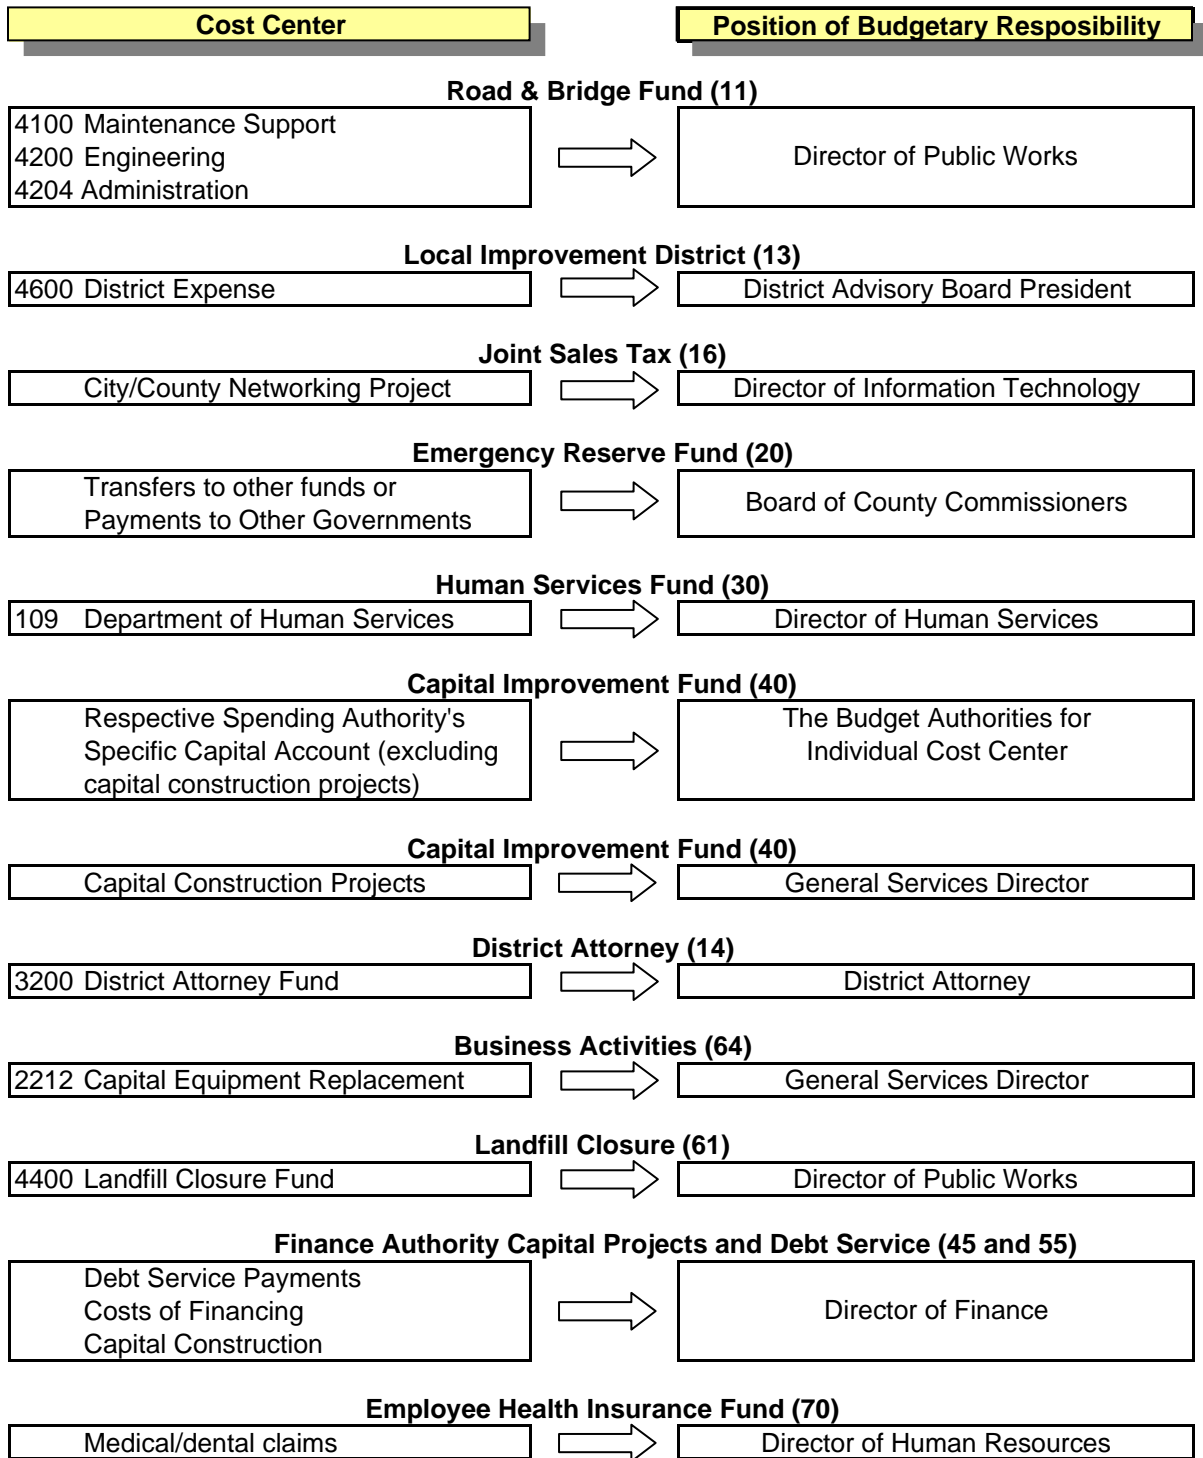 Cost Center
Position of Budgetary Resposibility
Road & Bridge Fund (11)
4100 Maintenance Support
4200 Engineering
4204 Administration
Director of Public Works
Local Improvement District (13)
4600 District Expense
District Advisory Board President
Joint Sales Tax (16)
City/County Networking Project
Director of Information Technology
Emergency Reserve Fund (20)
Transfers to other funds or
Payments to Other Governments
Board of County Commissioners
Human Services Fund (30)
109 Department of Human Services
Director of Human Services
Capital Improvement Fund (40)
Respective Spending Authority's
Specific Capital Account (excluding
capital construction projects)
The Budget Authorities for
Individual Cost Center
Capital Improvement Fund (40)
Capital Construction Projects
General Services Director
District Attorney (14)
3200 District Attorney Fund
District Attorney
Business Activities (64)
2212 Capital Equipment Replacement
General Services Director
Landfill Closure (61)
4400 Landfill Closure Fund
Director of Public Works
Finance Authority Capital Projects and Debt Service (45 and 55)
Debt Service Payments
Costs of Financing
Capital Construction
Director of Finance
Employee Health Insurance Fund (70)
Medical/dental claims
Director of Human Resources